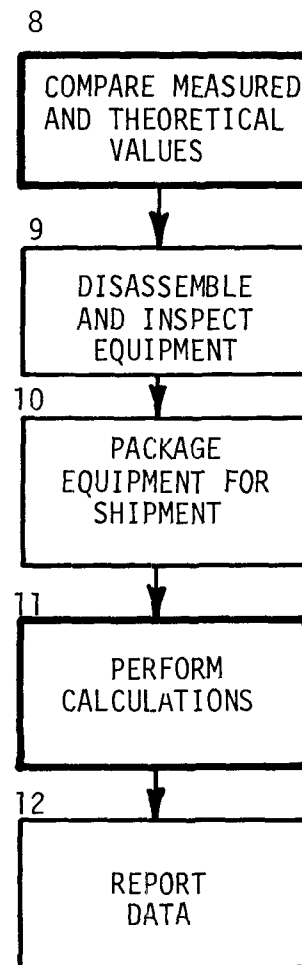 8
COMPARE MEASURED
AND THEORETICAL
VALUES
9
DISASSEMBLE
AND INSPECT
EQUIPMENT
10
PACKAGE
EQUIPMENT FOR
SHIPMENT
11
PERFORM
CALCULATIONS
12
REPORT
DATA